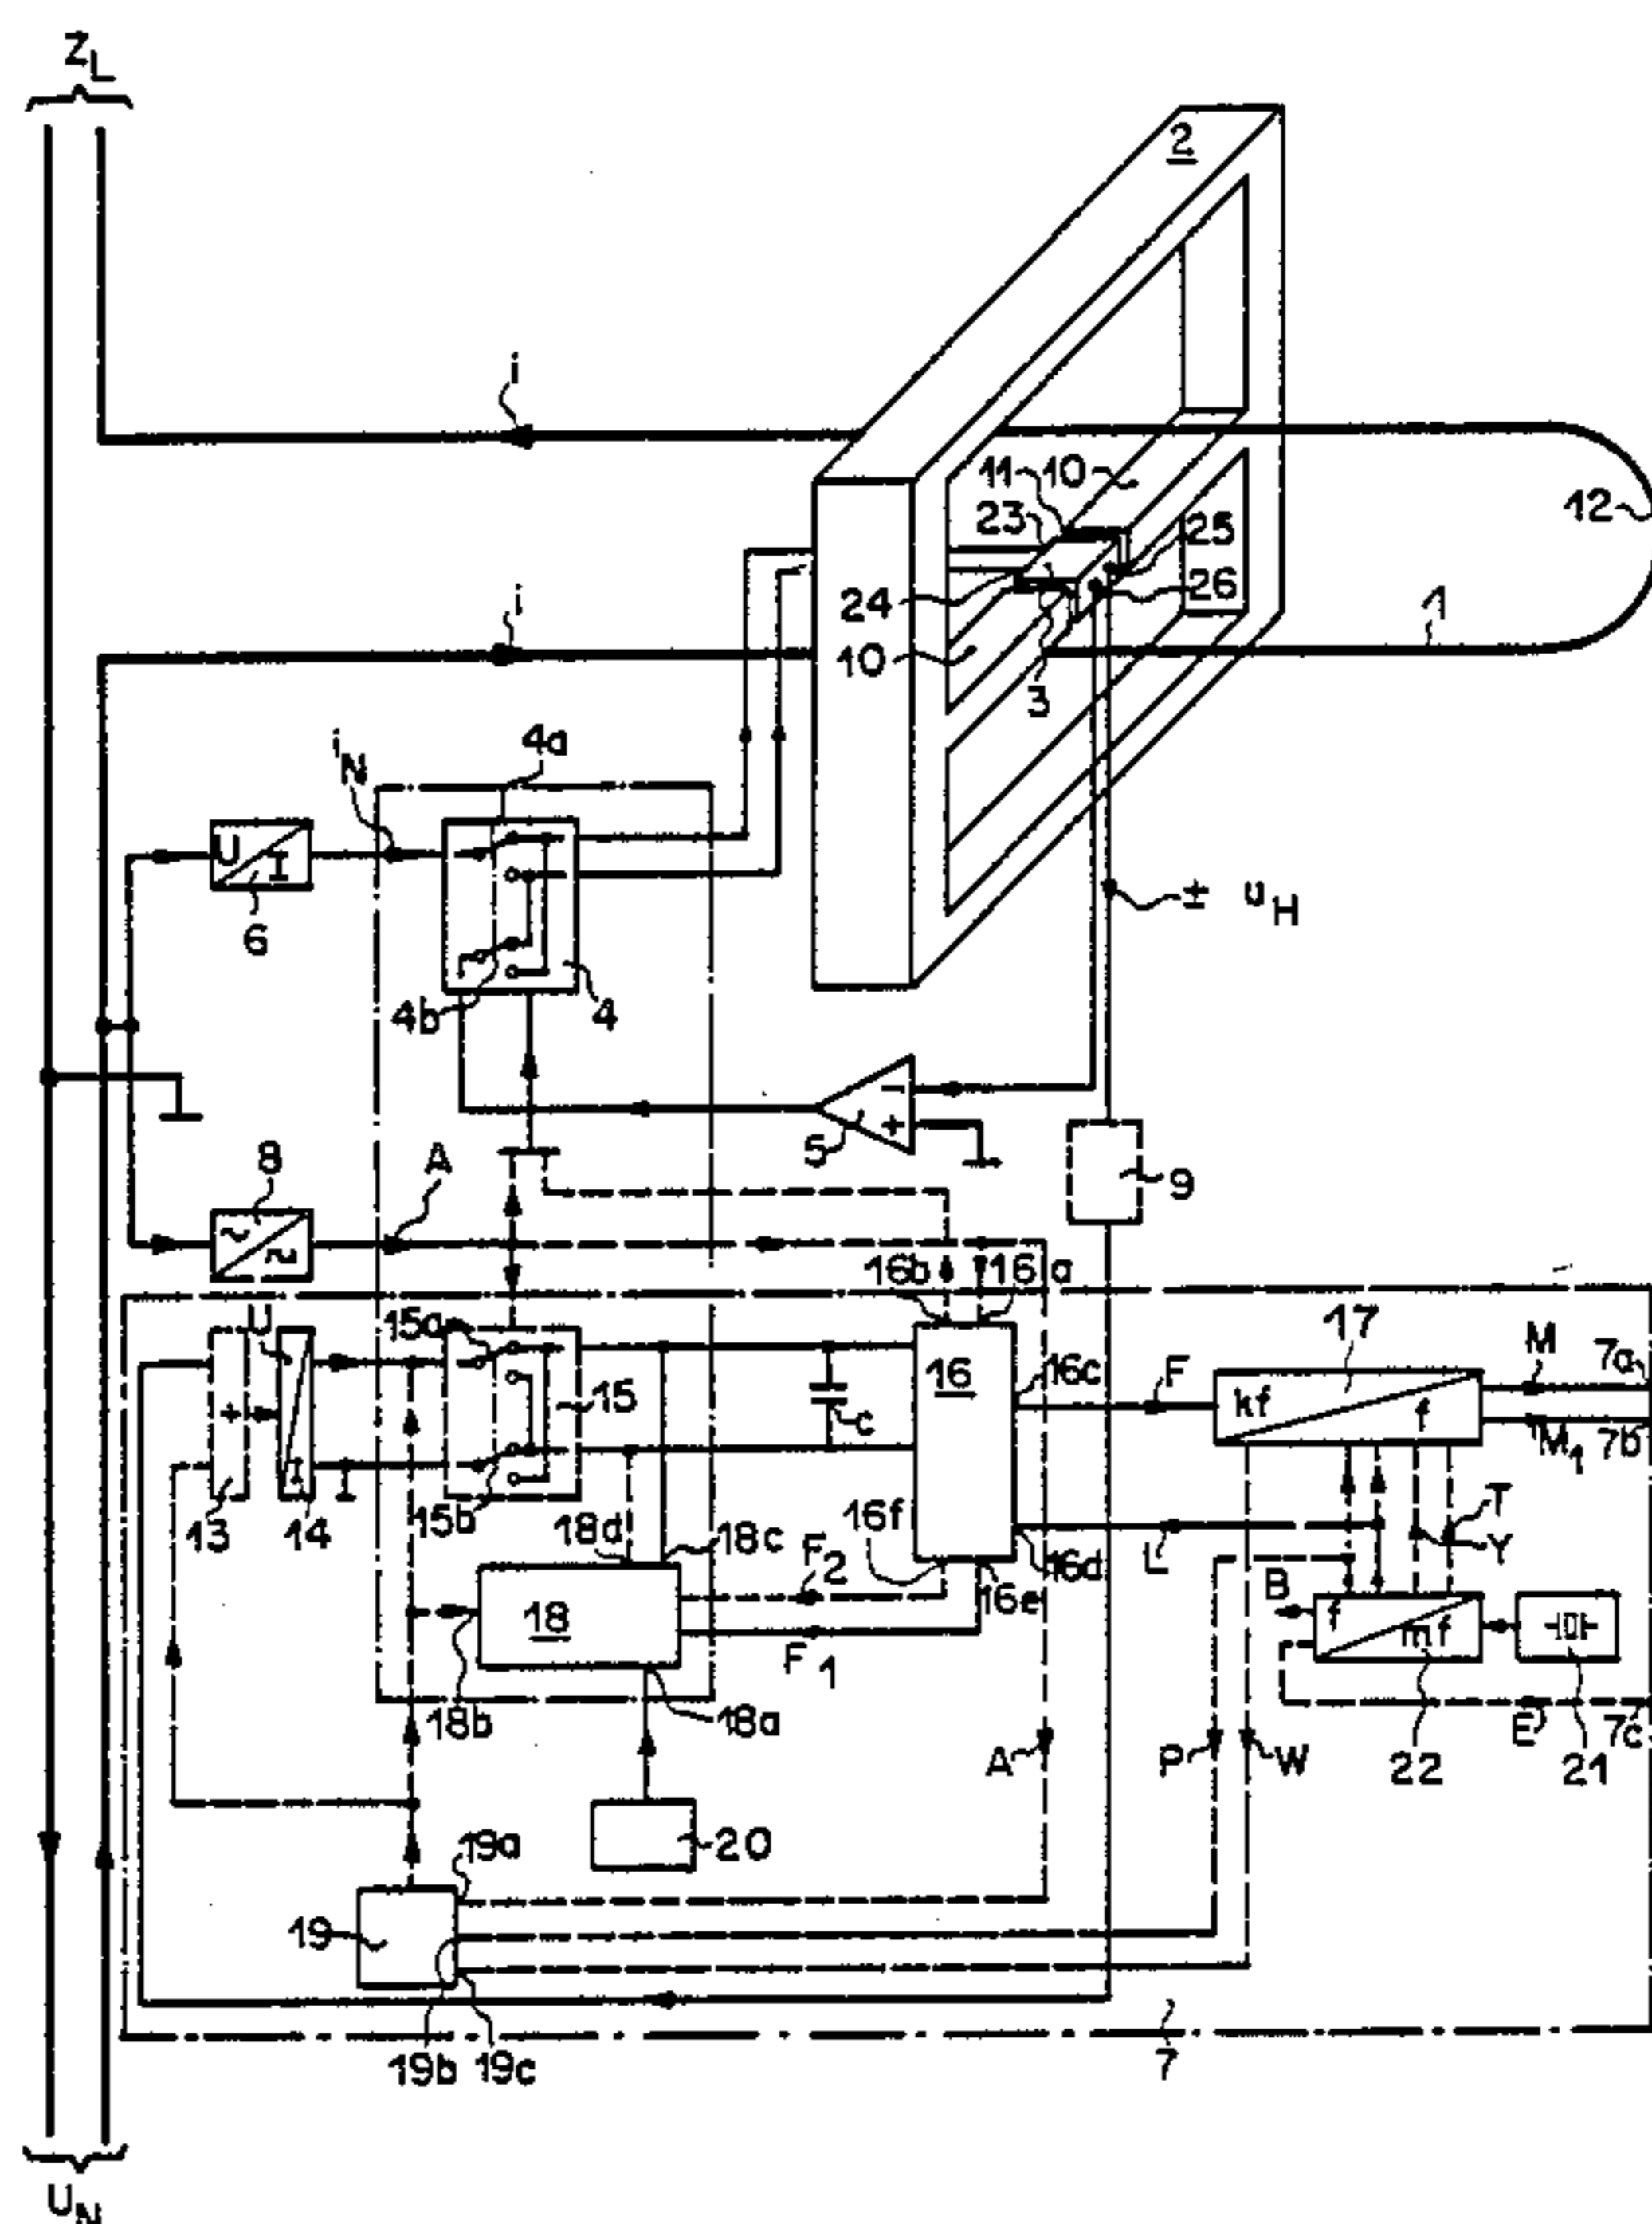 Z_L
2
i
11 10
23
12
25
26
24
i
1
10
3
i_N
4a
U
I
6
± u_H
4b
4
−
5
+
8
A
9
~
~
16b
16a
U
15a
17
M
7a
16
16c
F
+
15
C
kf
f
M_1
7b
I
13
14
15b
16f
T
18d
18c
F_2
16d
L
Y
16e
B
18
f
mf
F_1
18b
18a
E
7c
A
P
W
22
21
19a
20
19
19b
19c
7
U_N